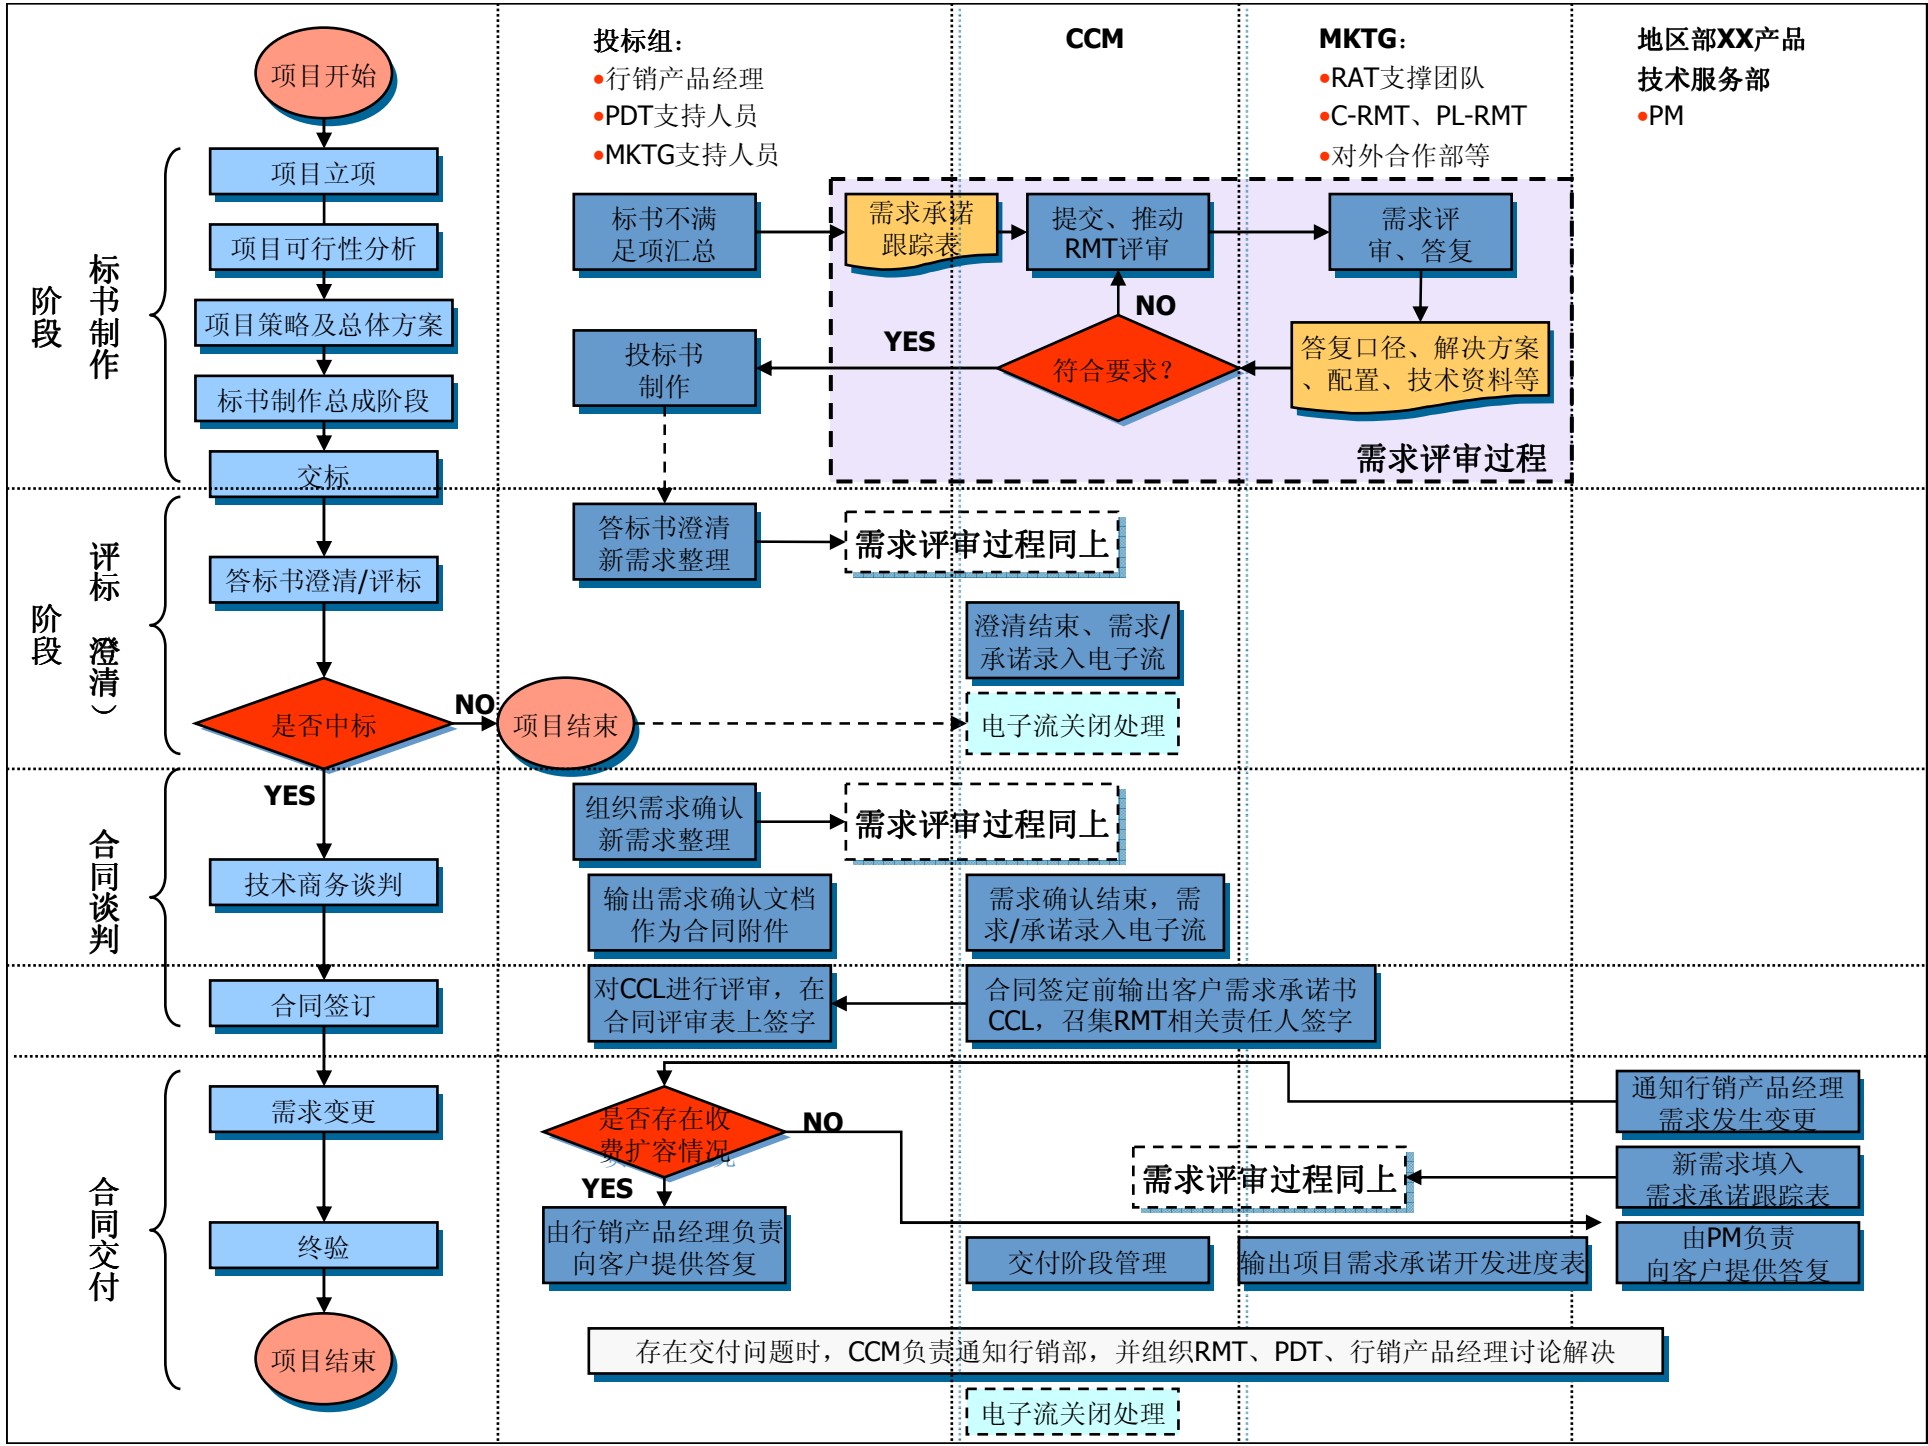 投标组：
●行销产品经理
●PDT支持人员
●MKTG支持人员
CCM
MKTG：
●RAT支撑团队
●C-RMT、PL-RMT
●对外合作部等
地区部XX产品
技术服务部
●PM
标书制作
阶段
项目开始
项目立项
项目可行性分析
项目策略及总体方案
标书制作总成阶段
交标
标书不满
足项汇总
需求承诺
跟踪表
提交、推动
RMT评审
需求评
审、答复
NO
YES
投标书
制作
符合要求？
答复口径、解决方案
、配置、技术资料等
需求评审过程
评标（澄清）
阶段
答标书澄清/评标
是否中标
NO
项目结束
答标书澄清
新需求整理
需求评审过程同上
澄清结束、需求/
承诺录入电子流
电子流关闭处理
YES
合同谈判
技术商务谈判
合同签订
组织需求确认
新需求整理
需求评审过程同上
输出需求确认文档
作为合同附件
需求确认结束，需
求/承诺录入电子流
对CCL进行评审，在
合同评审表上签字
合同签定前输出客户需求承诺书
CCL，召集RMT相关责任人签字
合同交付
需求变更
终验
项目结束
是否存在收
费扩容情况
NO
YES
由行销产品经理负责
向客户提供答复
通知行销产品经理
需求发生变更
需求评审过程同上
新需求填入
需求承诺跟踪表
交付阶段管理
输出项目需求承诺开发进度表
由PM负责
向客户提供答复
存在交付问题时，CCM负责通知行销部，并组织RMT、PDT、行销产品经理讨论解决
电子流关闭处理